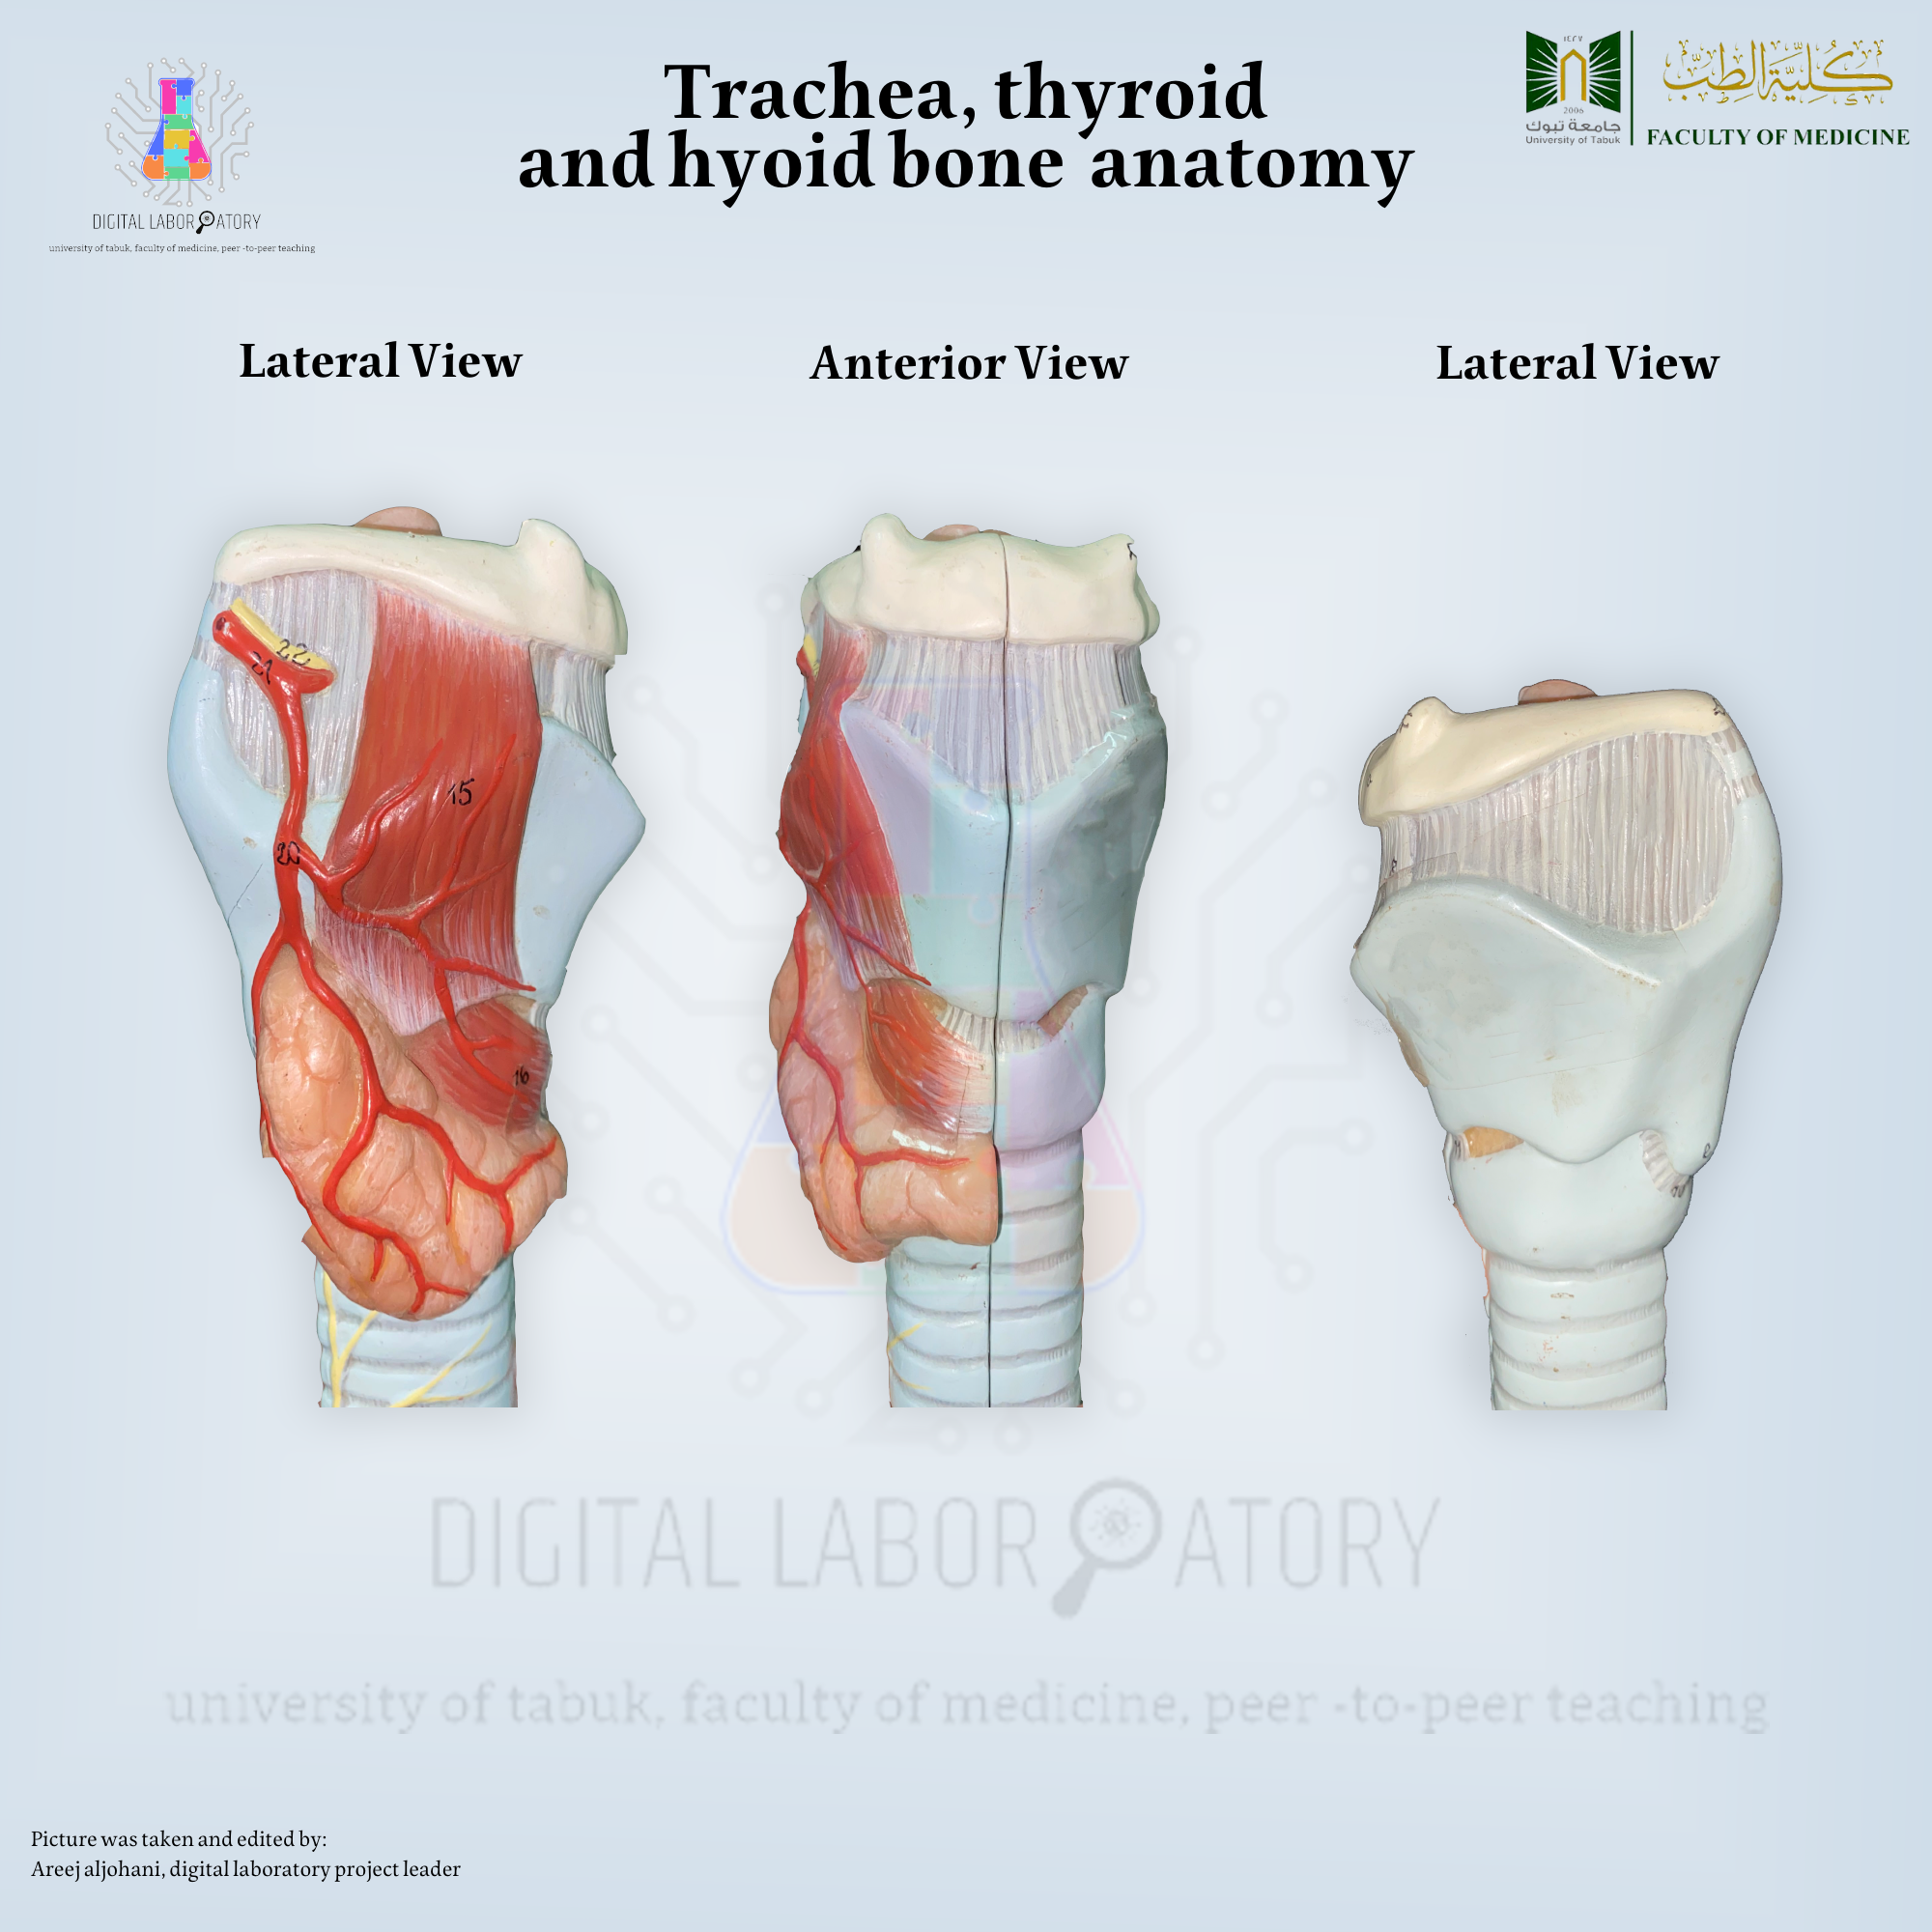 Trachea, thyroid
and hyoid bone anatomy
DIGITAL LABORATORY
university of tabuk, faculty of medicine, peer -to-peer teaching
١٤٢٧
2006
جامعة تبوك
University of Tabuk
كلية الطب
FACULTY OF MEDICINE
Lateral View
Anterior View
Lateral View
22
21
15
20
16
DIGITAL LABORATORY
university of tabuk, faculty of medicine, peer -to-peer teaching
Picture was taken and edited by:
Areej aljohani, digital laboratory project leader